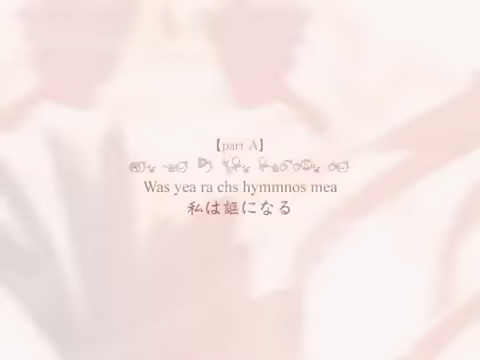 【part A】
Was yea ra chs hymmnos mea
私は謳になる